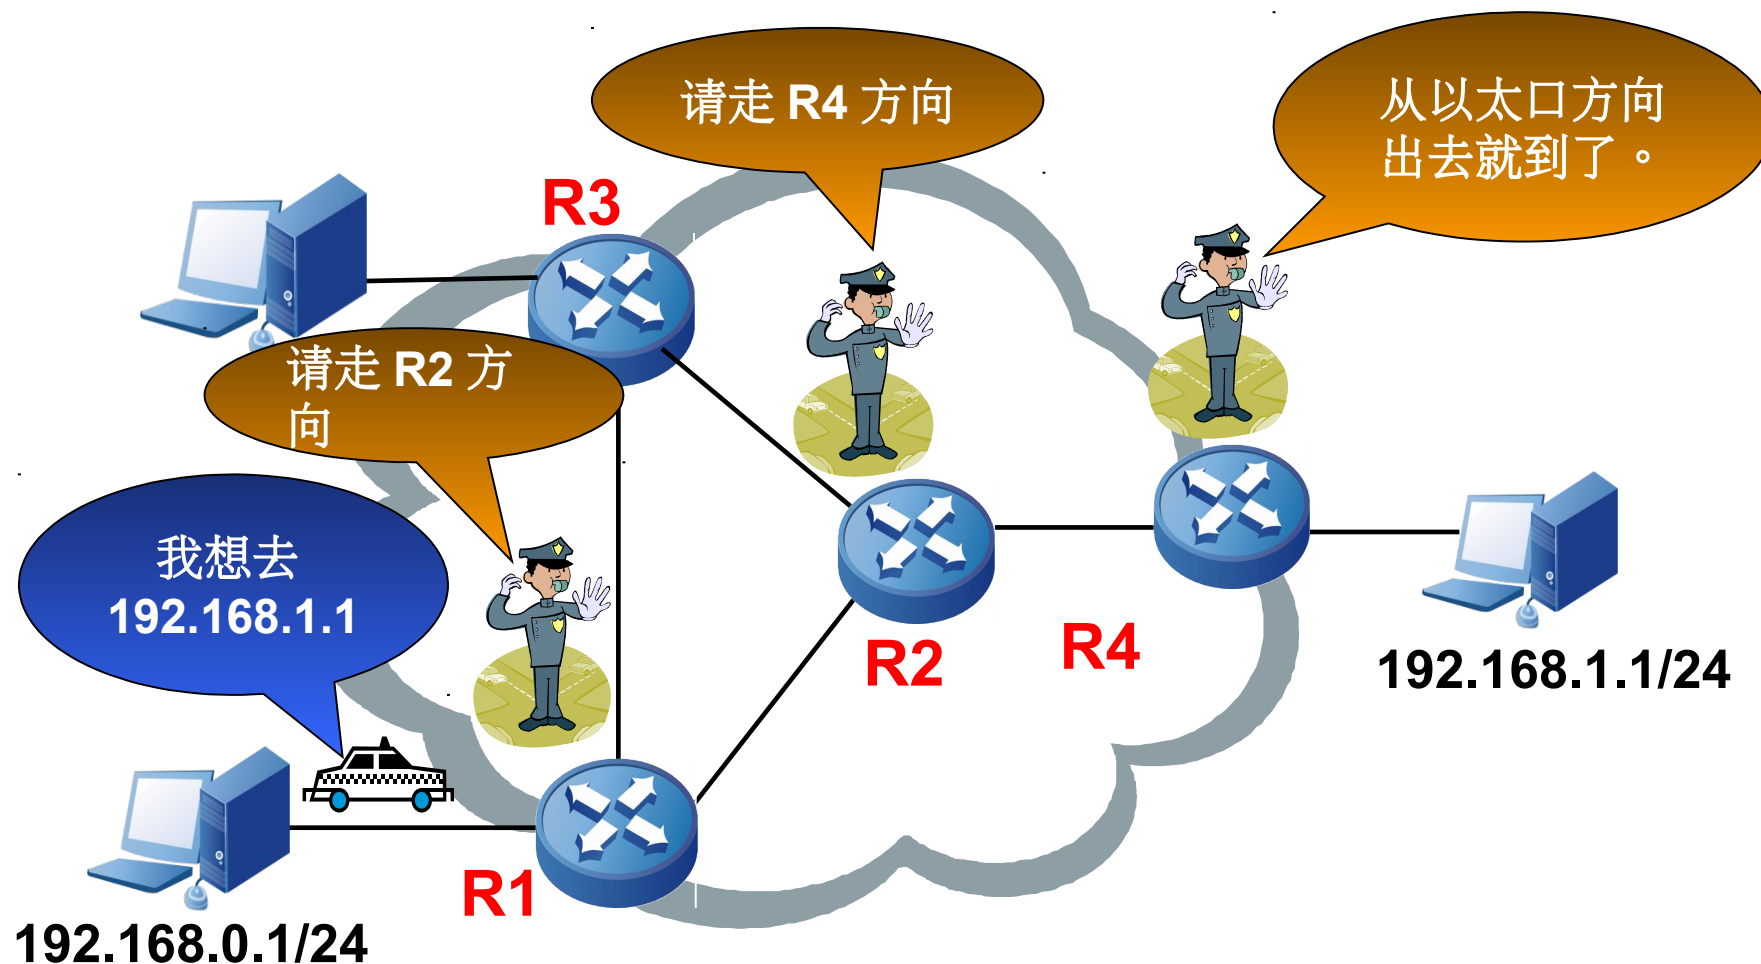 请走 R4 方向
从以太口方向
出去就到了。
R3
请走 R2 方
向
我想去
192.168.1.1
R2
R4
192.168.1.1/24
R1
192.168.0.1/24